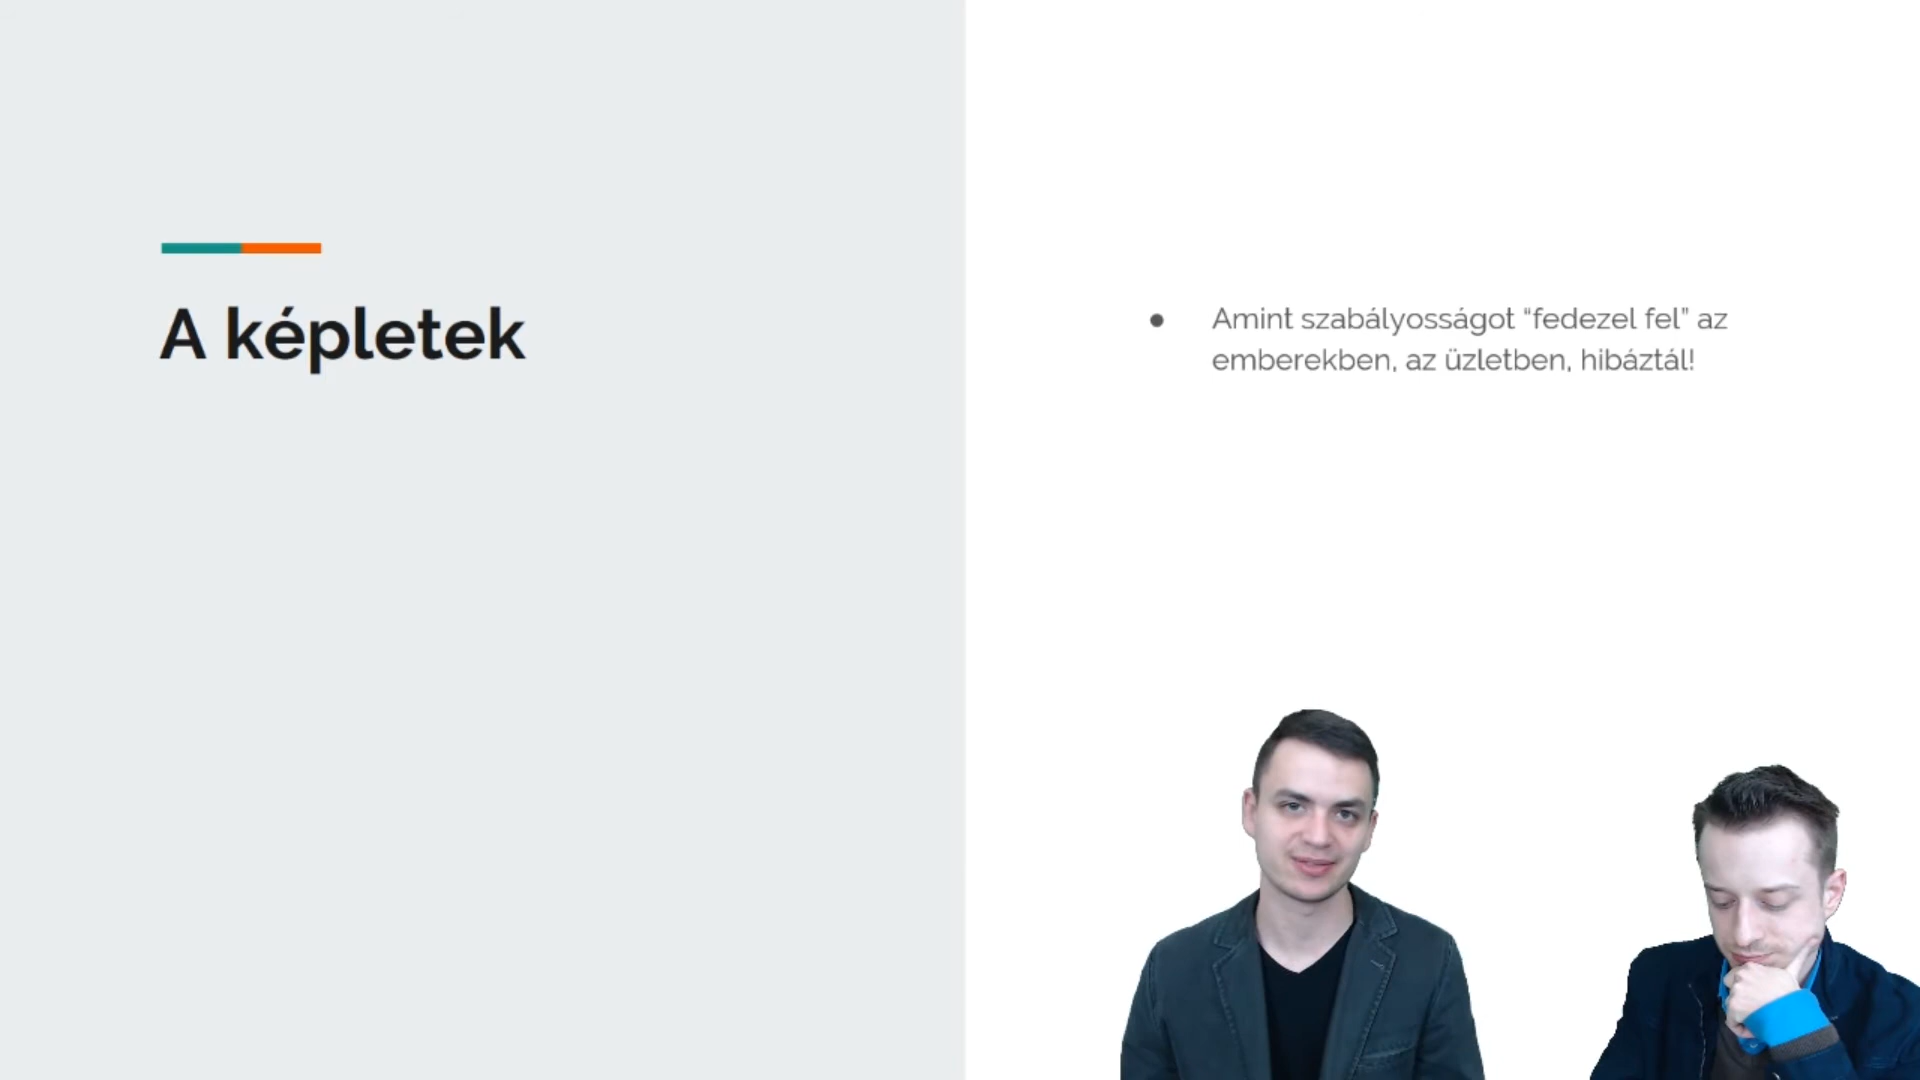 A képletek
● Amint szabályosságot “fedezel fel” az
emberekben, az üzletben, hibáztál!